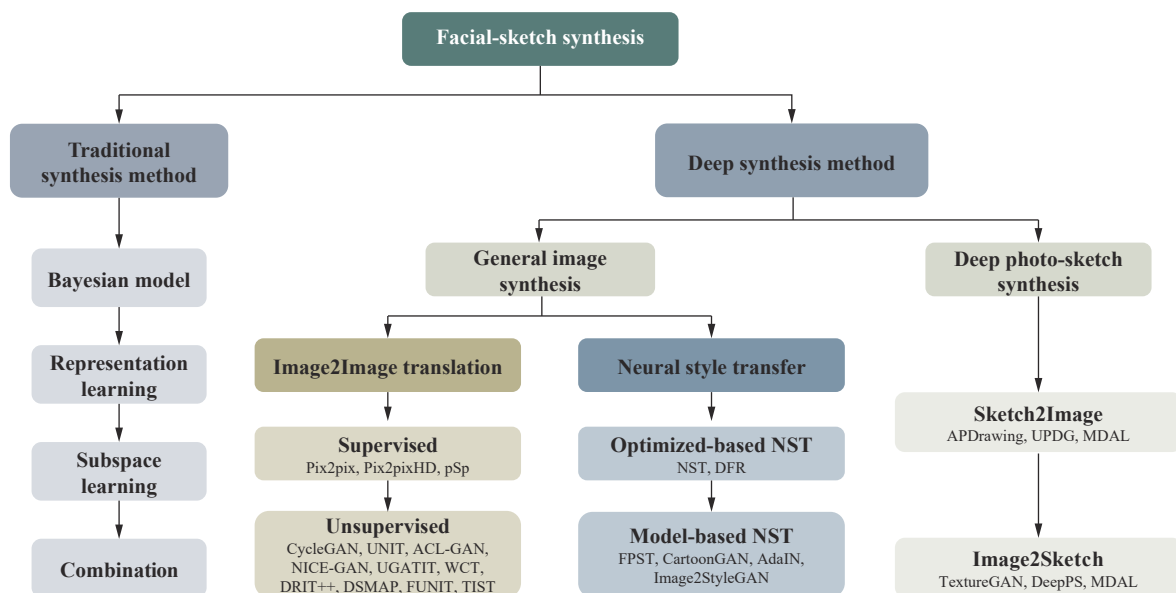 Facial-sketch synthesis
Traditional
synthesis method
Deep synthesis method
Bayesian model
Representation
learning
Subspace
learning
Combination
General image
synthesis
Image2Image translation
Supervised
Pix2pix, Pix2pixHD, pSp
Unsupervised
CycleGAN, UNIT, ACL-GAN,
NICE-GAN, UGATIT, WCT,
DRIT++, DSMAP, FUNIT, TIST
Neural style transfer
Optimized-based NST
NST, DFR
Model-based NST
FPST, CartoonGAN, AdaIN,
Image2StyleGAN
Deep photo-sketch
synthesis
Sketch2Image
APDrawing, UPDG, MDAL
Image2Sketch
TextureGAN, DeepPS, MDAL